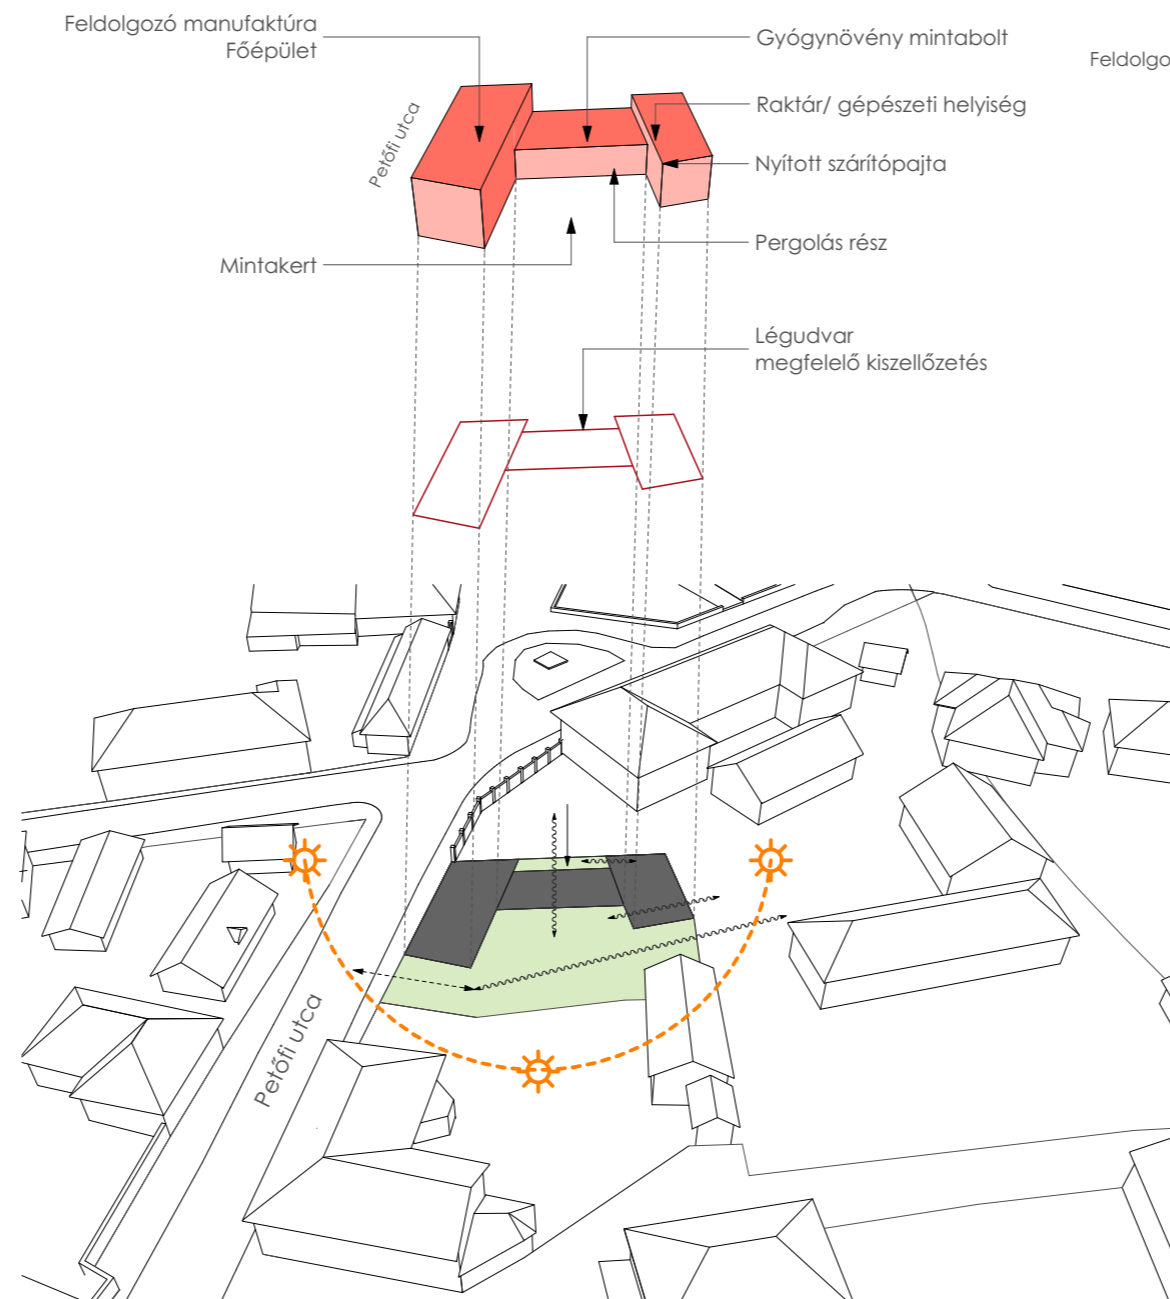 Feldolgozó manufaktúra
Főépület
Gyógynövény mintabolt
Feldolgo
Raktár/ gépészeti helyiség
Petőfi utca
Nyított szárítópajta
Pergolás rész
Mintakert
Légudvar
megfelelő kiszellőzetés
Petőfi utca